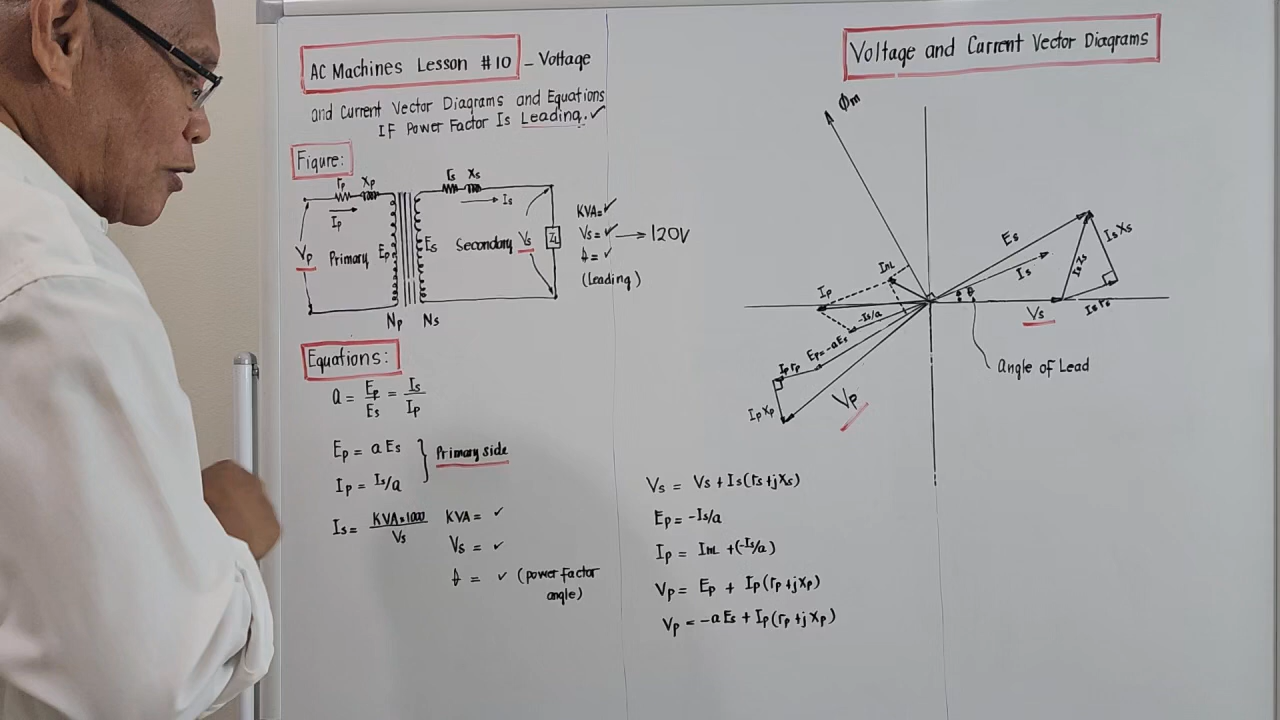 AC Machines Lesson #10 - Voltage
and Current Vector Diagrams and Equations
IF Power Factor Is Leading. ✓
Figure:
rp Xp
Ip
Vp Primary Ep
Np
rs Xs
Is
Es Secondary Vs
ZL
Ns
KVA= ✓
Vs = ✓ → 120V
θ = ✓
(Leading)
Equations:
a = Ep/Es = Is/Ip
Ep = a Es
Ip = Is/a
} Primary side
Is = KVA×1000/Vs
KVA = ✓
Vs = ✓
θ = ✓ (power factor
angle)
Voltage and Current Vector Diagrams
Φm
Es
Is
IsXs
IsZs
Isrs
Vs
θ
Angle of Lead
INL
Ip
-Is/a
Ep=-aEs
Iprp
IpXp
Vp
Vs = Vs + Is(rs+jXs)
Ep = -Is/a
Ip = INL + (-Is/a)
Vp = Ep + Ip(rp+jXp)
Vp = -aEs + Ip(rp+jXp)